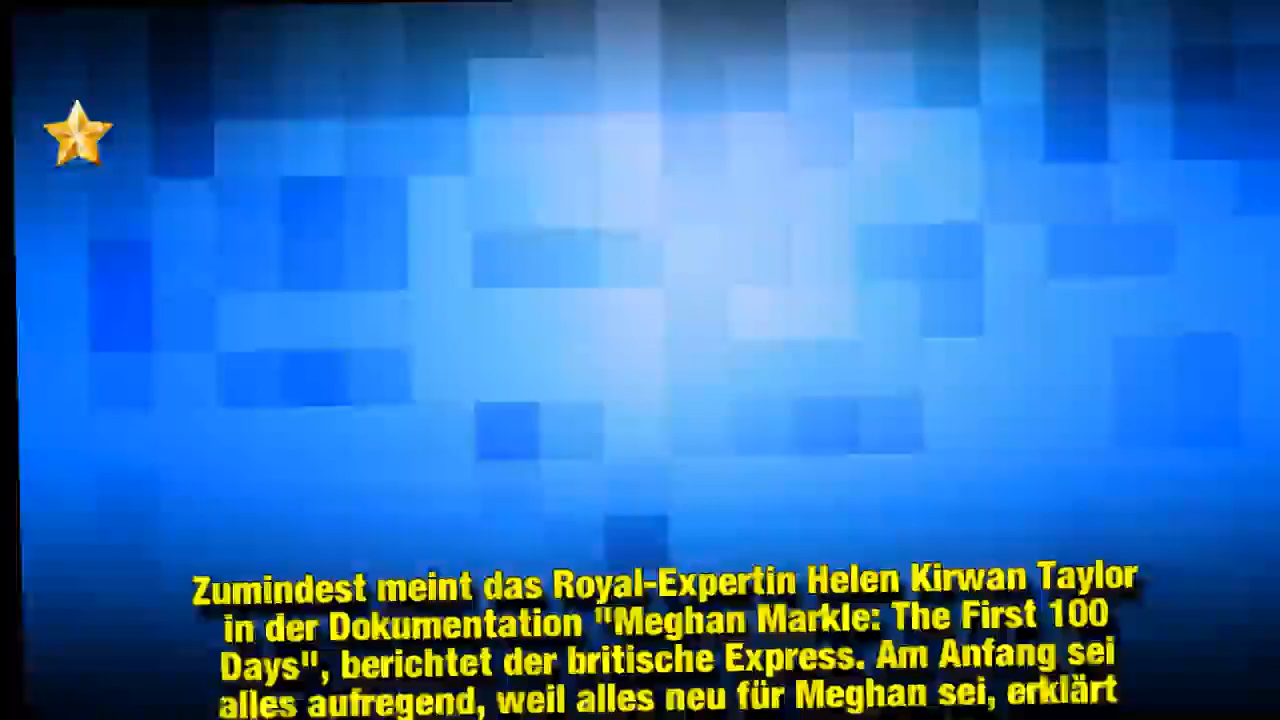 Zumindest meint das Royal-Expertin Helen Kirwan Taylor
in der Dokumentation "Meghan Markle: The First 100
Days", berichtet der britische Express. Am Anfang sei
alles aufregend, weil alles neu für Meghan sei, erklärt